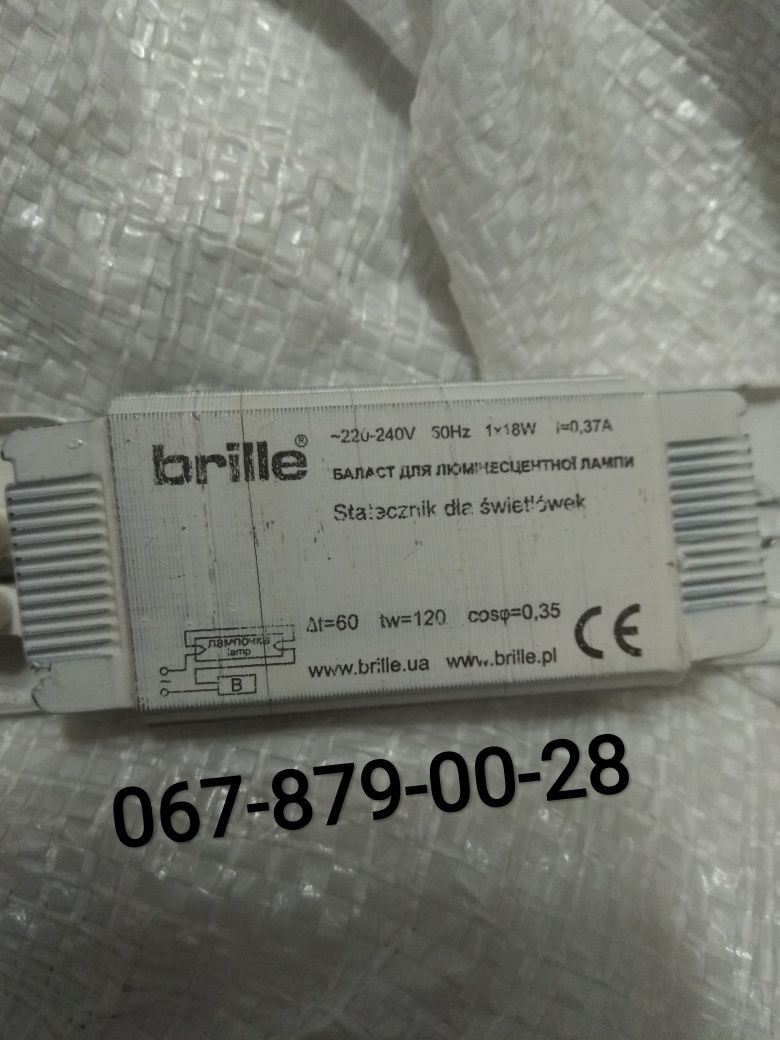 brille®
~220-240V 50Hz 1×18W I=0,37A
БАЛАСТ ДЛЯ ЛЮМІНЕСЦЕНТНОЇ ЛАМПИ
Statecznik dla świetlówek
Δt=60 tw=120 cosφ=0,35
CE
лампочка
lamp
~
B
www.brille.ua www.brille.pl
067-879-00-28